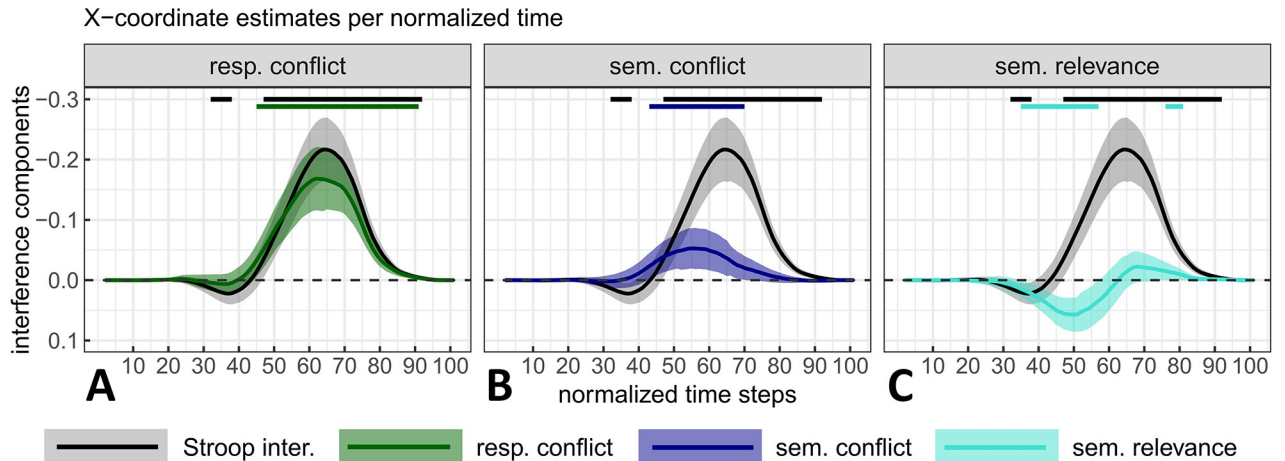 X−coordinate estimates per normalized time
resp. conflict
sem. conflict
sem. relevance
interference components
−0.3
−0.2
−0.1
0.0
0.1
10 20 30 40 50 60 70 80 90 100
10 20 30 40 50 60 70 80 90 100
10 20 30 40 50 60 70 80 90 100
A
B
C
normalized time steps
Stroop inter.
resp. conflict
sem. conflict
sem. relevance